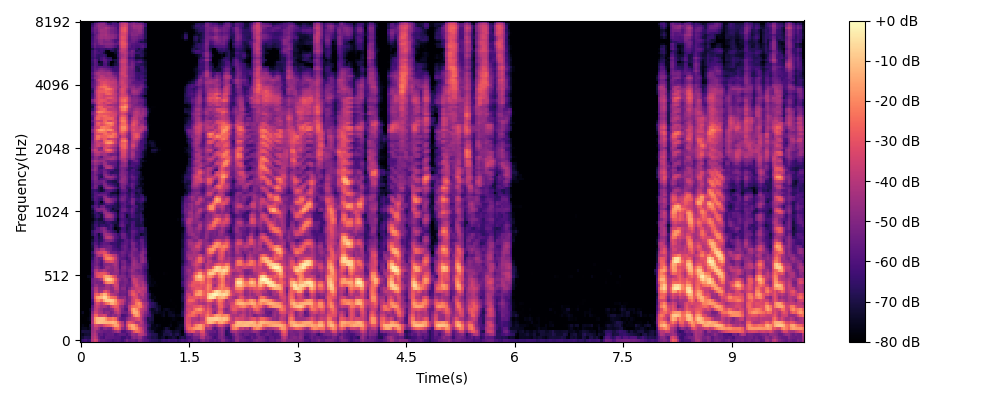 8192
4096
2048
1024
512
0
Frequency(Hz)
0 1.5 3 4.5 6 7.5 9
Time(s)
+0 dB
-10 dB
-20 dB
-30 dB
-40 dB
-50 dB
-60 dB
-70 dB
-80 dB